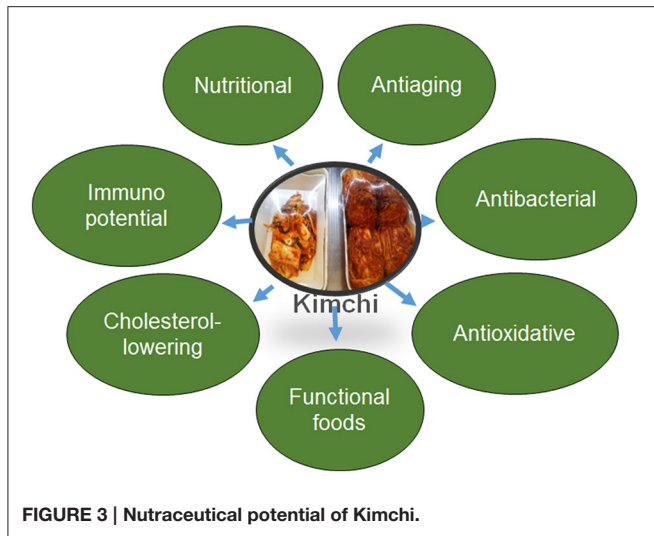 Nutritional
Antiaging
Immuno
potential
Antibacterial
Kimchi
Cholesterol-
lowering
Antioxidative
Functional
foods
FIGURE 3 | Nutraceutical potential of Kimchi.